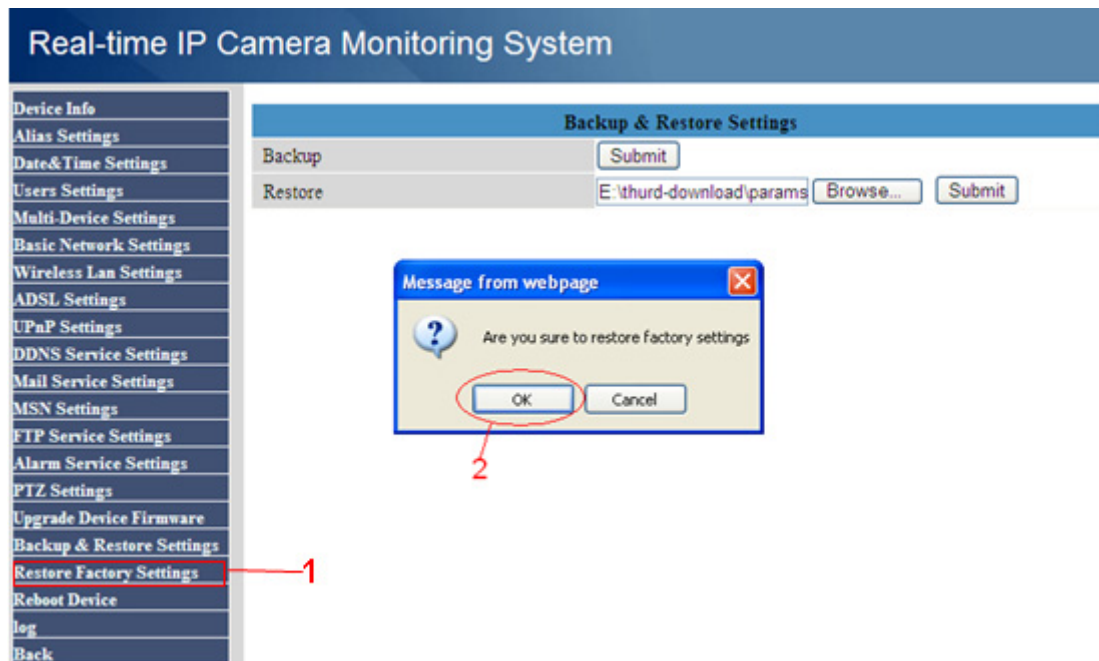 Real-time IP Camera Monitoring System
Device Info
Alias Settings
Date&Time Settings
Users Settings
Multi-Device Settings
Basic Network Settings
Wireless Lan Settings
ADSL Settings
UPnP Settings
DDNS Service Settings
Mail Service Settings
MSN Settings
FTP Service Settings
Alarm Service Settings
PTZ Settings
Upgrade Device Firmware
Backup & Restore Settings
Restore Factory Settings
Reboot Device
log
Back
Backup & Restore Settings
Backup Submit
Restore E:\thurd-download\params Browse... Submit
Message from webpage
Are you sure to restore factory settings
OK Cancel
2
1